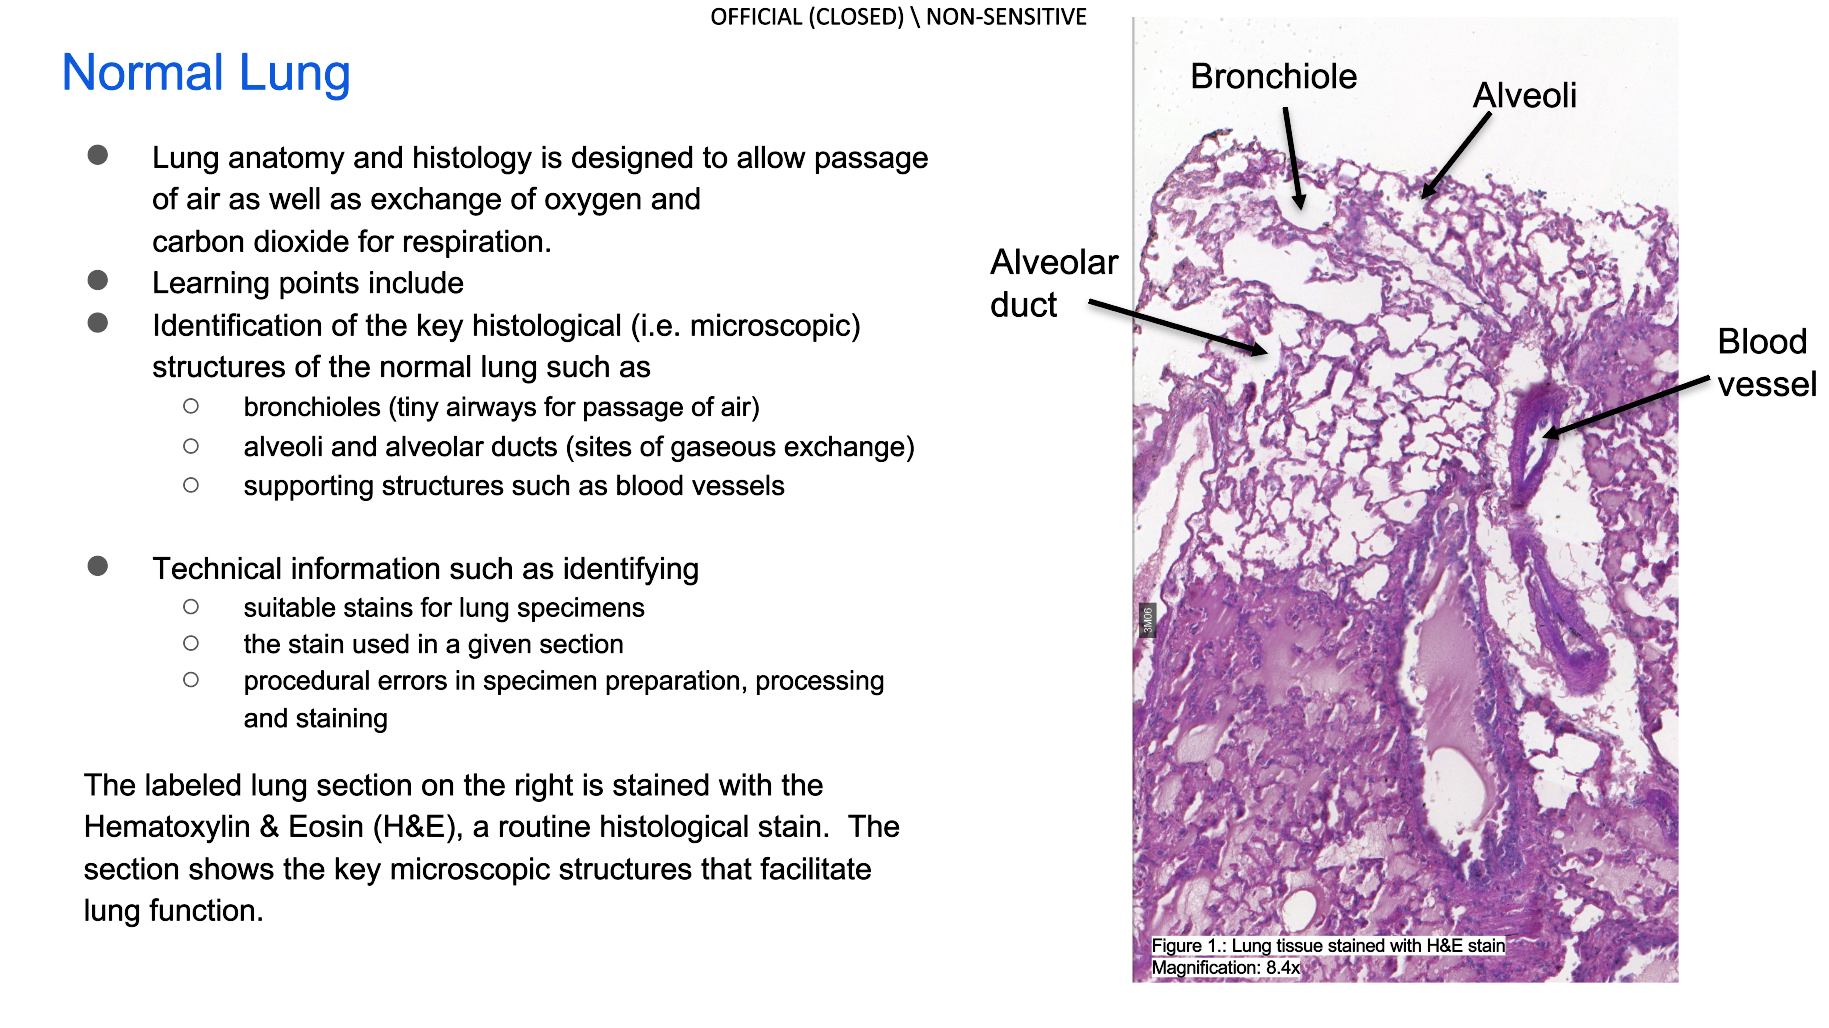 OFFICIAL (CLOSED) \ NON-SENSITIVE
Normal Lung
Lung anatomy and histology is designed to allow passage
of air as well as exchange of oxygen and
carbon dioxide for respiration.
Learning points include
Identification of the key histological (i.e. microscopic)
structures of the normal lung such as
bronchioles (tiny airways for passage of air)
alveoli and alveolar ducts (sites of gaseous exchange)
supporting structures such as blood vessels
Technical information such as identifying
suitable stains for lung specimens
the stain used in a given section
procedural errors in specimen preparation, processing
and staining
The labeled lung section on the right is stained with the
Hematoxylin & Eosin (H&E), a routine histological stain.  The
section shows the key microscopic structures that facilitate
lung function.
Bronchiole
Alveoli
Alveolar
duct
Blood
vessel
3M06
Figure 1.: Lung tissue stained with H&E stain
Magnification: 8.4x